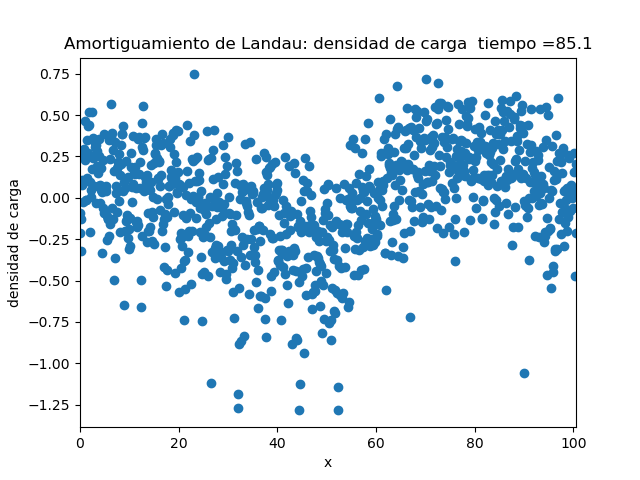 Amortiguamiento de Landau: densidad de carga  tiempo =85.1
0.75
0.50
0.25
0.00
−0.25
−0.50
−0.75
−1.00
−1.25
densidad de carga
0 20 40 60 80 100
x